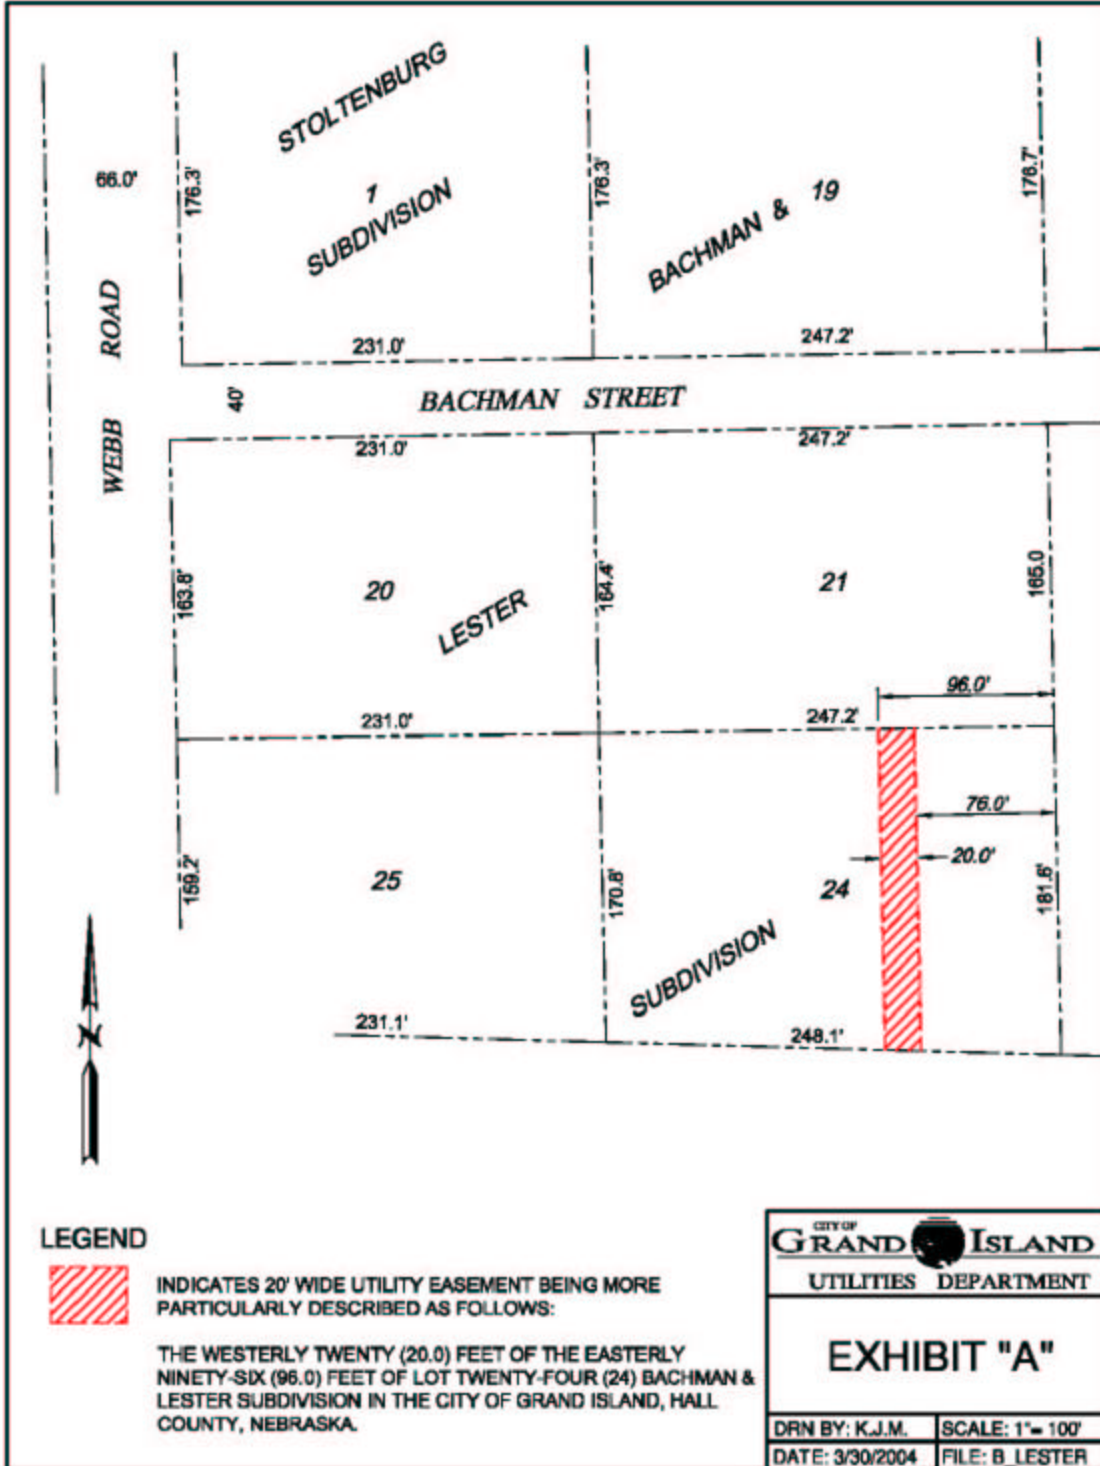 STOLTENBURG
1
SUBDIVISION
66.0'
176.3'
176.3'
176.7'
BACHMAN & 19
WEBB ROAD
231.0'
247.2'
40'
BACHMAN STREET
231.0'
247.2'
163.8'
20
LESTER
164.4'
21
165.0
96.0'
231.0'
247.2'
76.0'
20.0'
159.2'
25
170.8'
24
181.6'
SUBDIVISION
231.1'
248.1'
N
LEGEND
INDICATES 20' WIDE UTILITY EASEMENT BEING MORE
PARTICULARLY DESCRIBED AS FOLLOWS:
THE WESTERLY TWENTY (20.0) FEET OF THE EASTERLY
NINETY-SIX (96.0) FEET OF LOT TWENTY-FOUR (24) BACHMAN &
LESTER SUBDIVISION IN THE CITY OF GRAND ISLAND, HALL
COUNTY, NEBRASKA.
CITY OF
GRAND ISLAND
UTILITIES DEPARTMENT
EXHIBIT "A"
DRN BY: K.J.M.
SCALE: 1"= 100'
DATE: 3/30/2004
FILE: B_LESTER